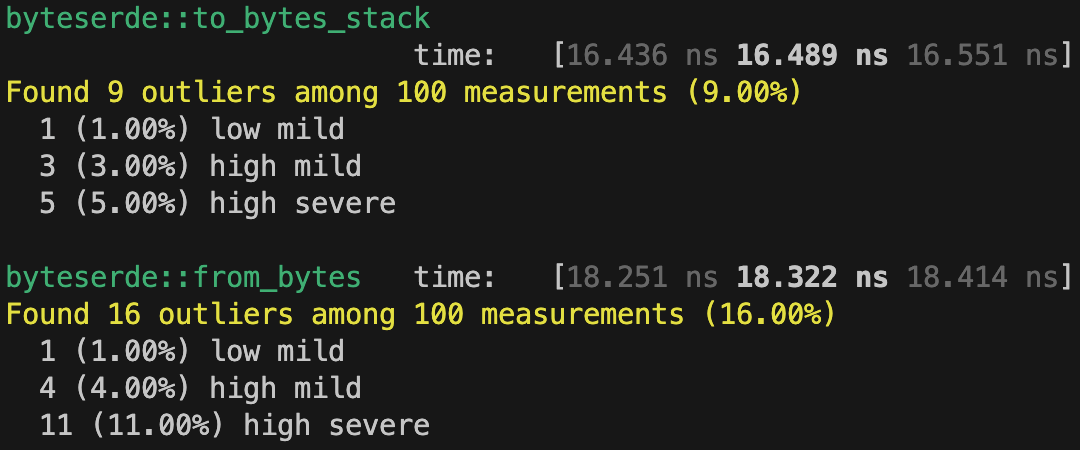 byteserde::to_bytes_stack
time: [16.436 ns 16.489 ns 16.551 ns]
Found 9 outliers among 100 measurements (9.00%)
1 (1.00%) low mild
3 (3.00%) high mild
5 (5.00%) high severe
byteserde::from_bytes time: [18.251 ns 18.322 ns 18.414 ns]
Found 16 outliers among 100 measurements (16.00%)
1 (1.00%) low mild
4 (4.00%) high mild
11 (11.00%) high severe